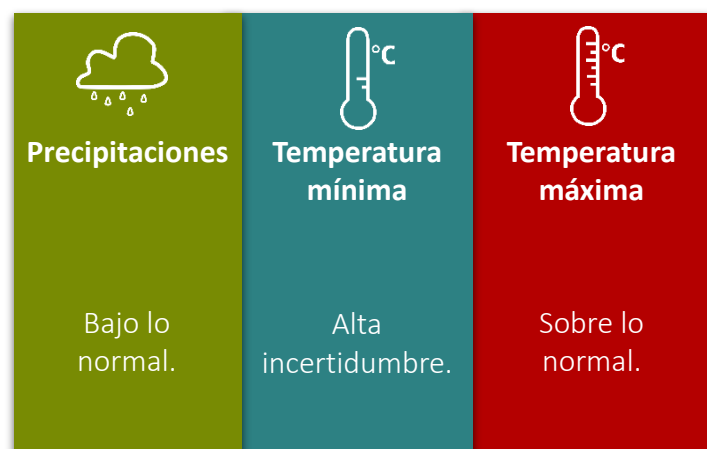 Precipitaciones
Bajo lo
normal.
°C
Temperatura
mínima
Alta
incertidumbre.
°C
Temperatura
máxima
Sobre lo
normal.